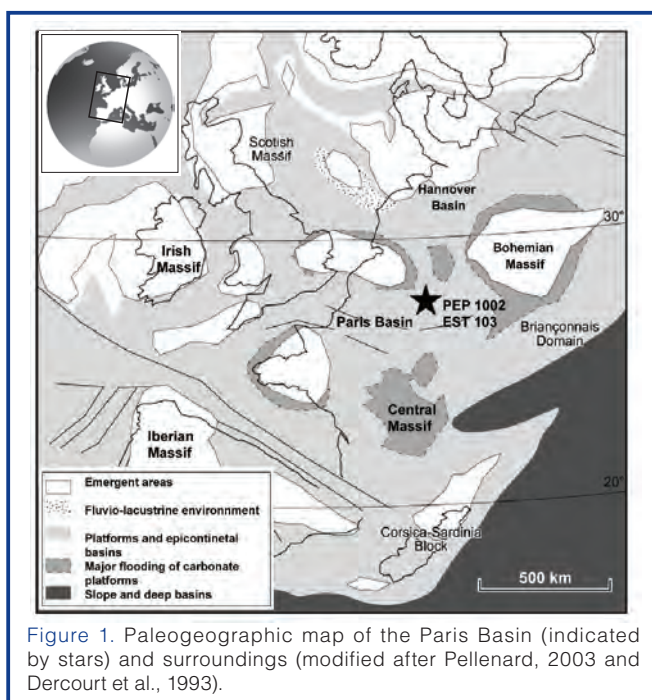 Scotish
Massif
Hannover
Basin
30°
Irish
Massif
Bohemian
Massif
PEP 1002
EST 103
Paris Basin
Briançonnais
Domain
Central
Massif
Iberian
Massif
20°
Corsica-Sardinia
Block
Emergent areas
Fluvio-lacustrine environnment
Platforms and epicontinetal
basins
Major flooding of carbonate
platforms
Slope and deep basins
500 km
Figure 1. Paleogeographic map of the Paris Basin (indicated
by stars) and surroundings (modified after Pellenard, 2003 and
Dercourt et al., 1993).